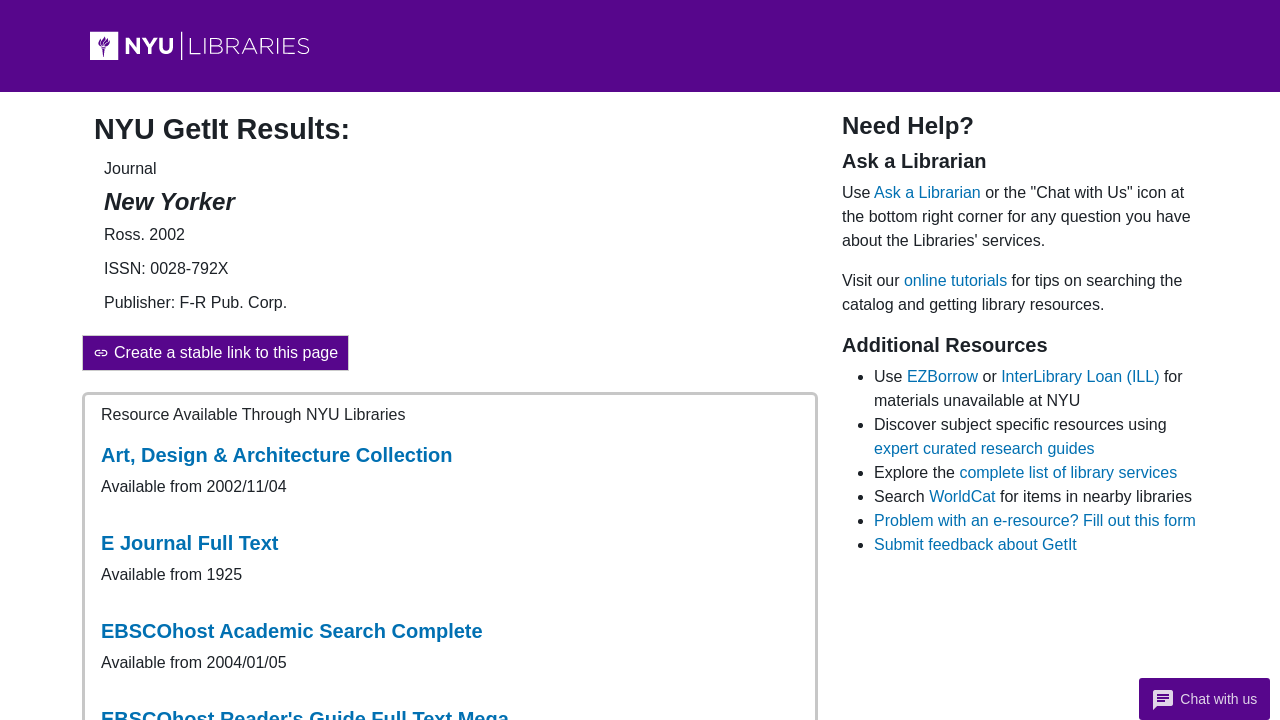 NYU LIBRARIES
NYU GetIt Results:
Journal
New Yorker
Ross. 2002
ISSN: 0028-792X
Publisher: F-R Pub. Corp.
Create a stable link to this page
Resource Available Through NYU Libraries
Art, Design & Architecture Collection
Available from 2002/11/04
E Journal Full Text
Available from 1925
EBSCOhost Academic Search Complete
Available from 2004/01/05
EBSCOhost Reader's Guide Full Text Mega
Need Help?
Ask a Librarian
Use Ask a Librarian or the "Chat with Us" icon at
the bottom right corner for any question you have
about the Libraries' services.
Visit our online tutorials for tips on searching the
catalog and getting library resources.
Additional Resources
Use EZBorrow or InterLibrary Loan (ILL) for
materials unavailable at NYU
Discover subject specific resources using
expert curated research guides
Explore the complete list of library services
Search WorldCat for items in nearby libraries
Problem with an e-resource? Fill out this form
Submit feedback about GetIt
Chat with us